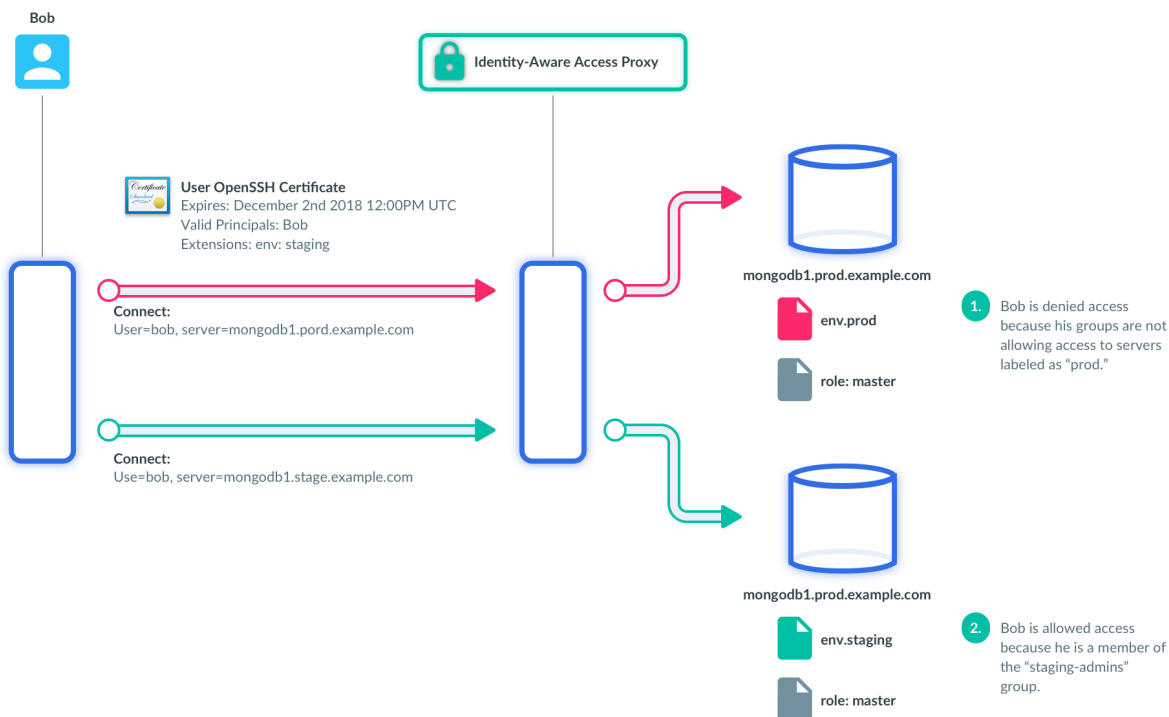 Bob
Identity-Aware Access Proxy
Certificate
Standard
User OpenSSH Certificate
Expires: December 2nd 2018 12:00PM UTC
Valid Principals: Bob
Extensions: env: staging
Connect:
User=bob, server=mongodb1.pord.example.com
mongodb1.prod.example.com
env.prod
role: master
1.
Bob is denied access
because his groups are not
allowing access to servers
labeled as “prod.”
Connect:
Use=bob, server=mongodb1.stage.example.com
mongodb1.prod.example.com
env.staging
role: master
2.
Bob is allowed access
because he is a member of
the “staging-admins”
group.